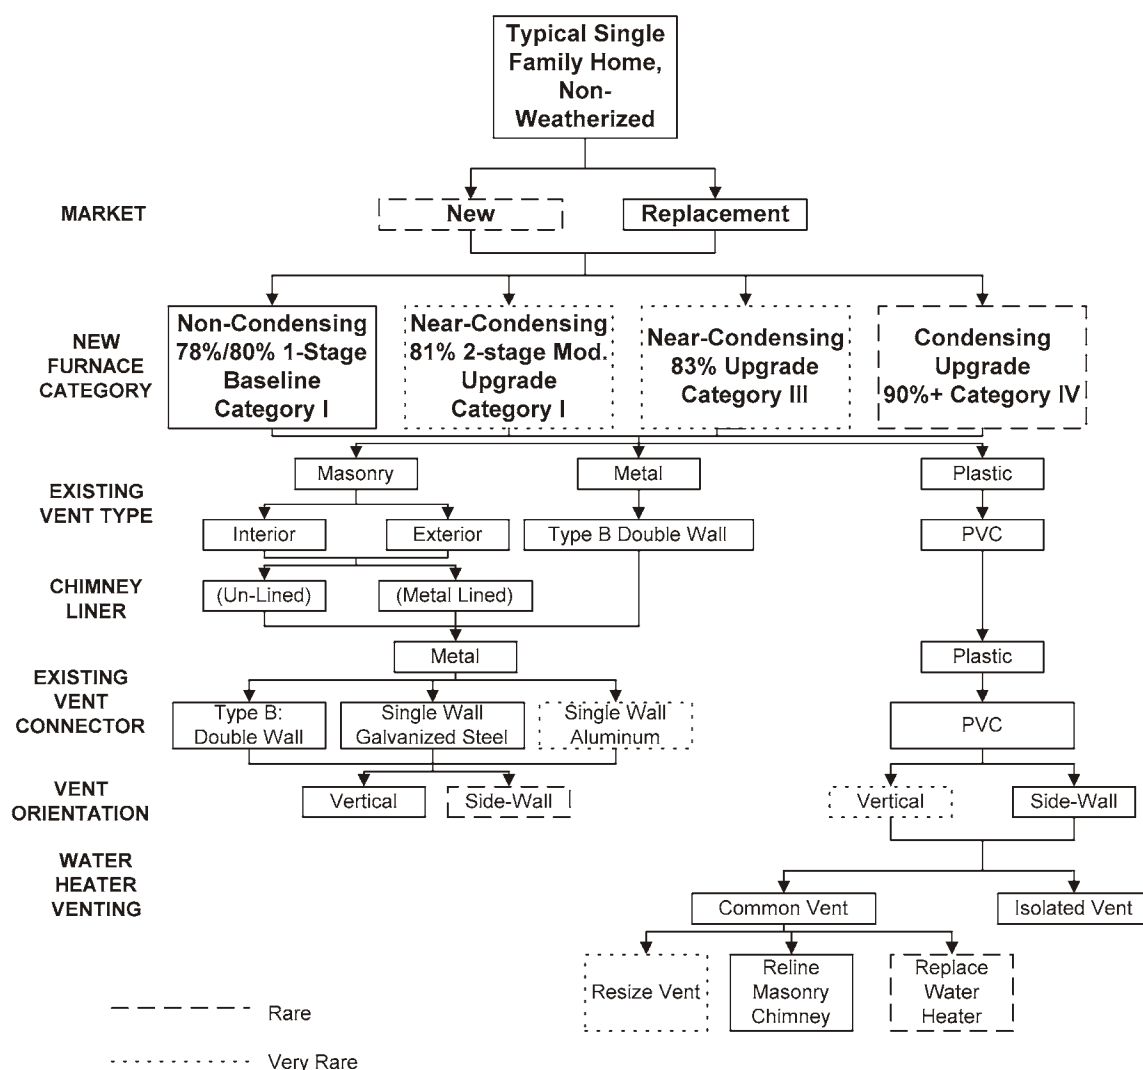 Typical Single
Family Home,
Non-
Weatherized
MARKET
New
Replacement
NEW
FURNACE
CATEGORY
Non-Condensing
78%/80% 1-Stage
Baseline
Category I
Near-Condensing
81% 2-stage Mod.
Upgrade
Category I
Near-Condensing
83% Upgrade
Category III
Condensing
Upgrade
90%+ Category IV
EXISTING
VENT TYPE
Masonry
Metal
Plastic
Interior
Exterior
Type B Double Wall
PVC
CHIMNEY
LINER
(Un-Lined)
(Metal Lined)
Metal
Plastic
EXISTING
VENT
CONNECTOR
Type B:
Double Wall
Single Wall
Galvanized Steel
Single Wall
Aluminum
PVC
VENT
ORIENTATION
Vertical
Side-Wall
Vertical
Side-Wall
WATER
HEATER
VENTING
Common Vent
Isolated Vent
Resize Vent
Reline
Masonry
Chimney
Replace
Water
Heater
Rare
Very Rare